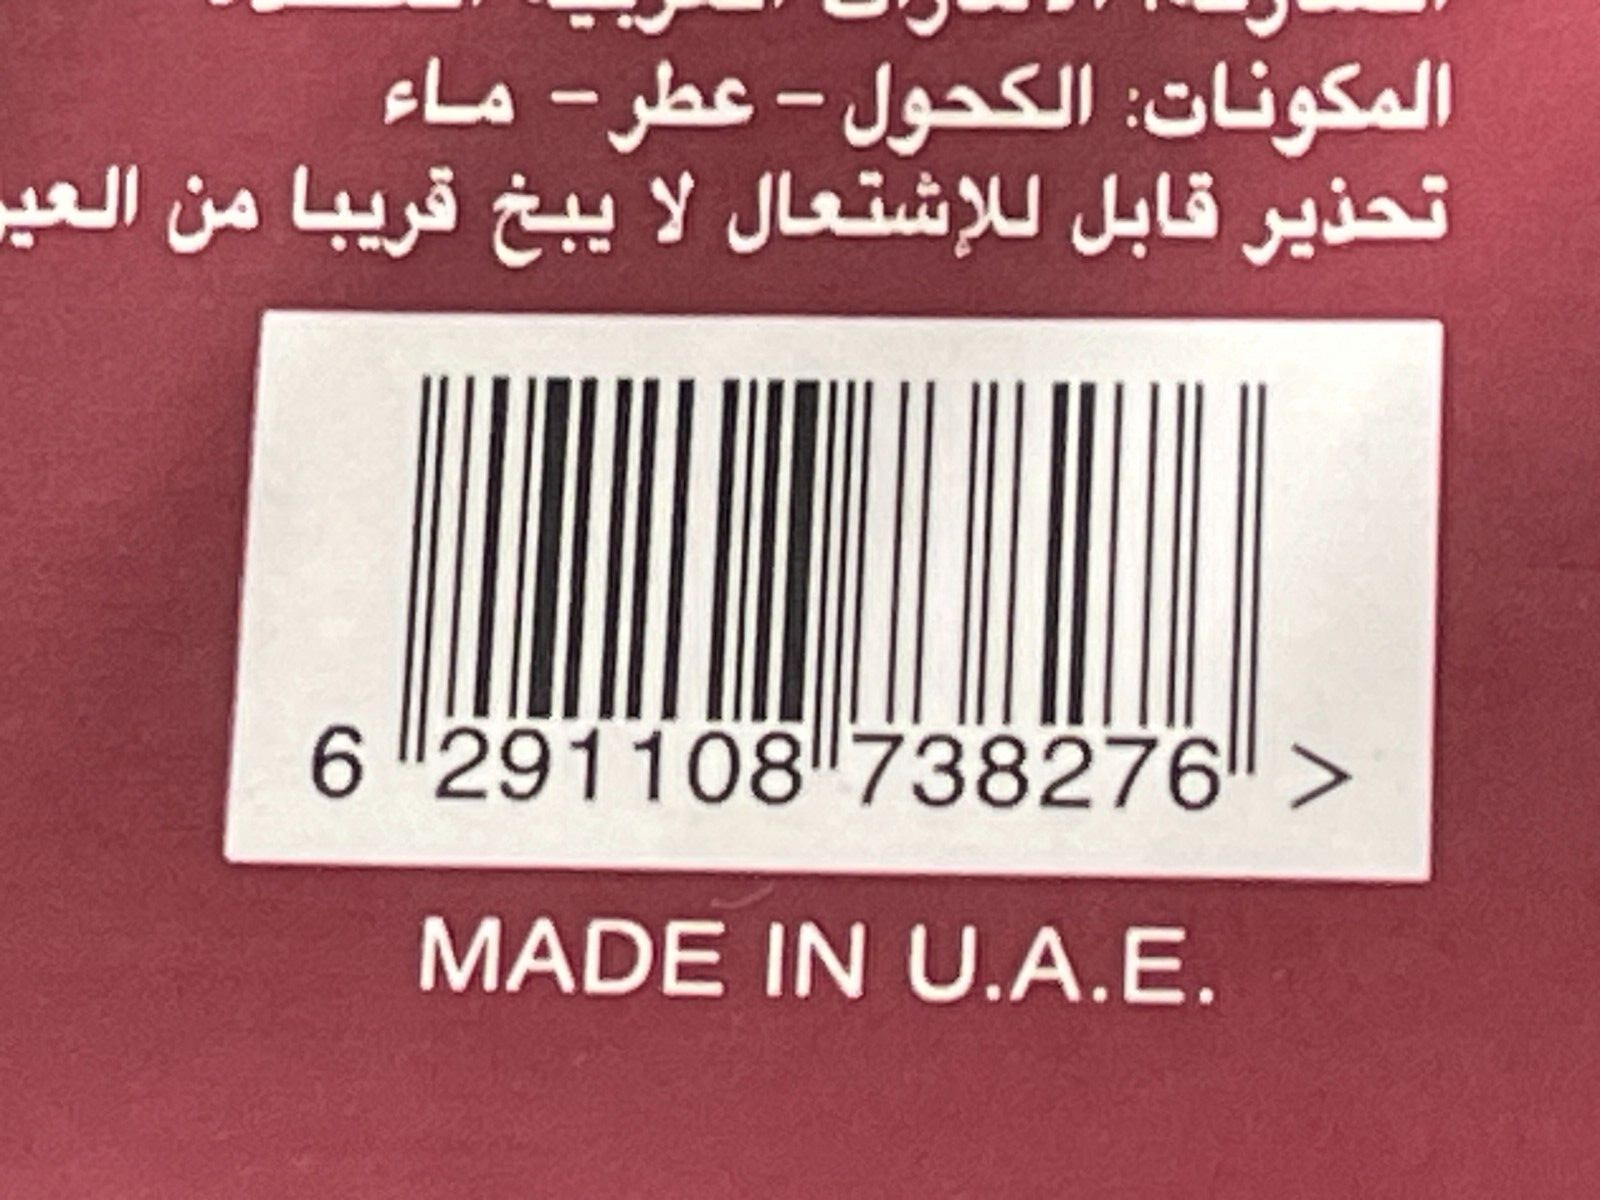 المكونات: الكحول - عطر - ماء
تحذير قابل للإشتعال لا يبخ قريبا من
6 291108 738276 >
MADE IN U.A.E.